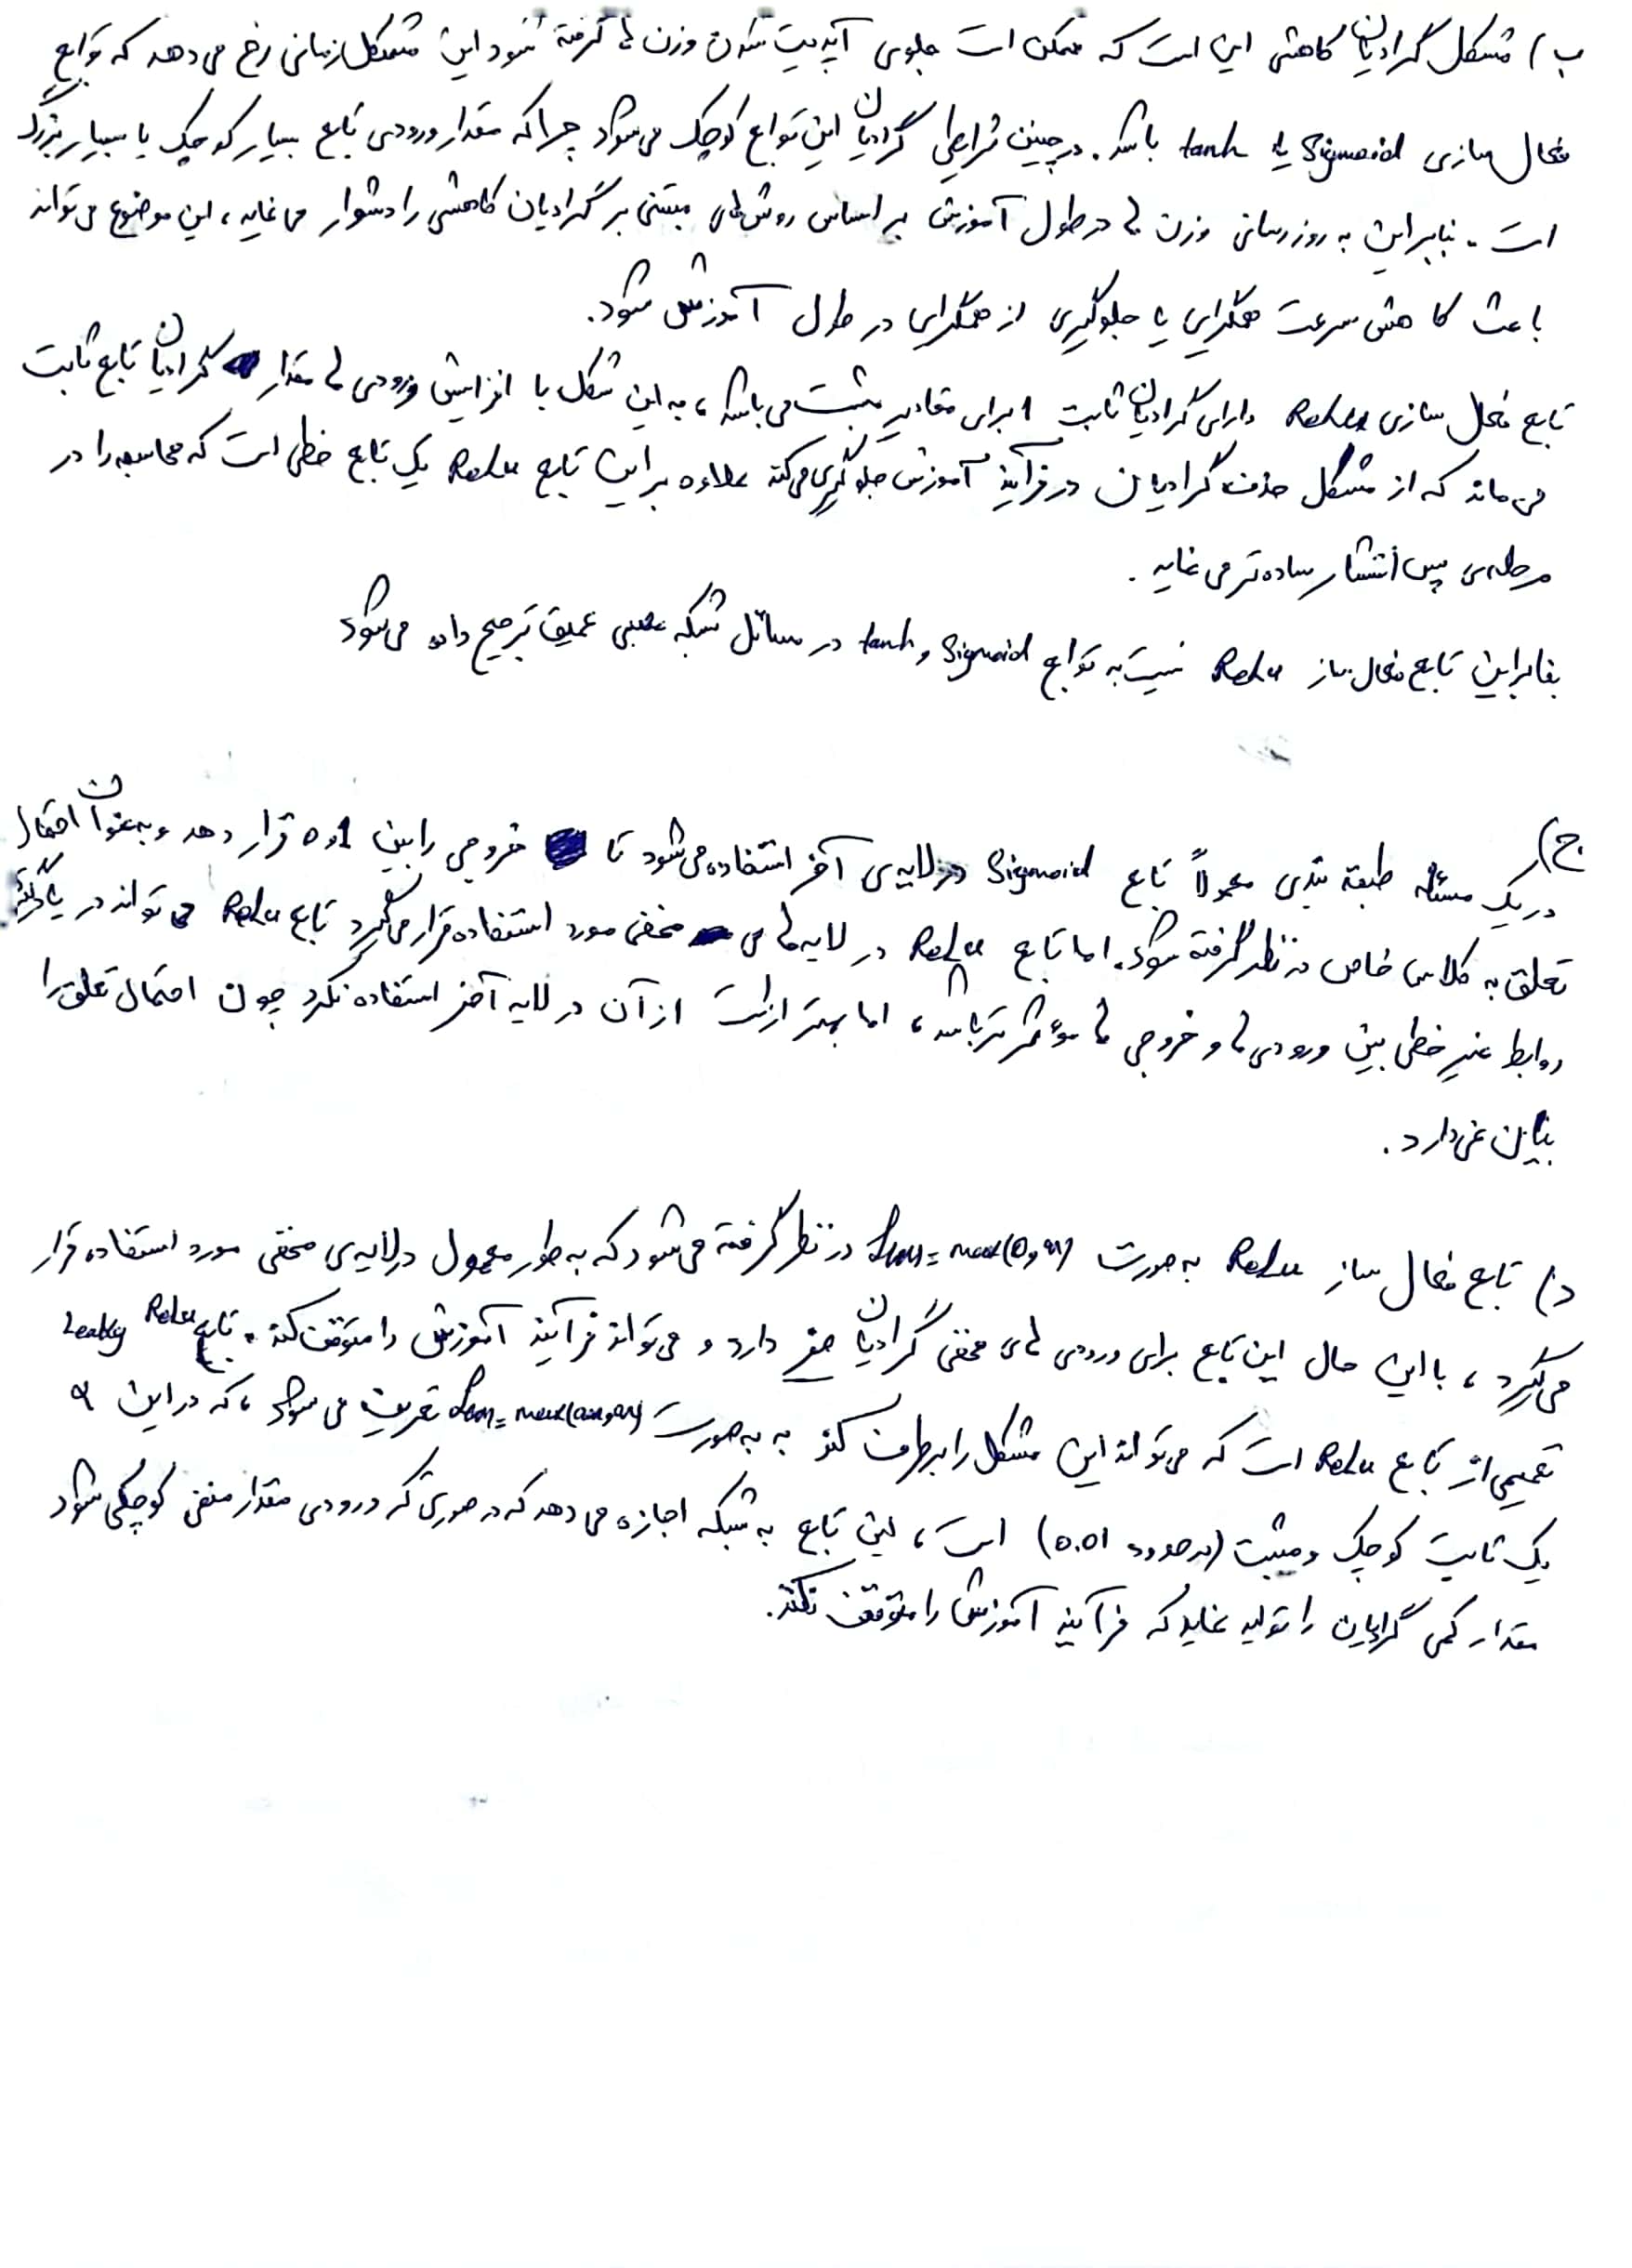 ب) مشکل گرادیان کاهشی این است که ممکن است جلوی آپدیت شدن وزن ها گرفته شود این مشکل زمانی رخ می دهد که توابع
فعال سازی Sigmoid یا tanh باشد. در چنین شرایطی گرادیان این توابع کوچک می شود چرا که مقدار ورودی تابع بسیار کوچک یا بسیار بزرگ
است. بنابراین به روز رسانی وزن ها در طول آموزش بر اساس روش های مبتنی بر گرادیان کاهشی را دشوار می نماید، این موضوع می تواند
باعث کاهش سرعت همگرایی یا جلوگیری از همگرایی در طول آموزش شود.
تابع فعال سازی Relu دارای گرادیان ثابت 1 برای مقادیر مثبت می باشد، به این شکل با افزایش ورودی ها مقدار گرادیان تابع ثابت
می ماند که از مشکل حذف گرادیان در فرآیند آموزش جلوگیری می کند علاوه بر این تابع Relu یک تابع خطی است که محاسبه را در
مرحله ی پس انتشار ساده تر می نماید.
بنابراین تابع فعال ساز Relu نسبت به توابع Sigmoid و tanh در مسائل شبکه عصبی عمیق ترجیح داده می شود
ج)
در یک مسئله طبقه بندی معمولاً تابع Sigmoid در لایه ی آخر استفاده می شود تا خروجی را بین 0 و 1 قرار دهد و به عنوان احتمال
تعلق به کلاس خاص در نظر گرفته شود. اما تابع Relu در لایه های مخفی مورد استفاده قرار می گیرد تابع Relu می تواند در یادگیری
روابط غیر خطی بین ورودی ها و خروجی ها موثر تر باشد، اما بهتر است از آن در لایه آخر استفاده نکرد چون احتمال تعلق را
بیان نمی دارد.
د) تابع فعال ساز Relu به صورت f(x) = max(0,x) در نظر گرفته می شود که به طور معمول در لایه ی مخفی مورد استفاده قرار
می گیرد، با این حال این تابع برای ورودی های مخفی گرادیان صفر دارد و می تواند فرآیند آموزش را متوقف کند. تابع Leaky Relu
تعمیمی از تابع Relu است که می تواند این مشکل را برطرف کند به به صورت f(x) = max(ax,x) تعریف می شود، که در این a
یک ثابت کوچک و مثبت (در حدود 0.01) است، این تابع به شبکه اجازه می دهد که در صورتی که ورودی مقدار منفی کوچکی شود
مقدار کمی گرادیان را تولید نماید که فرآیند آموزش را متوقف نکند.